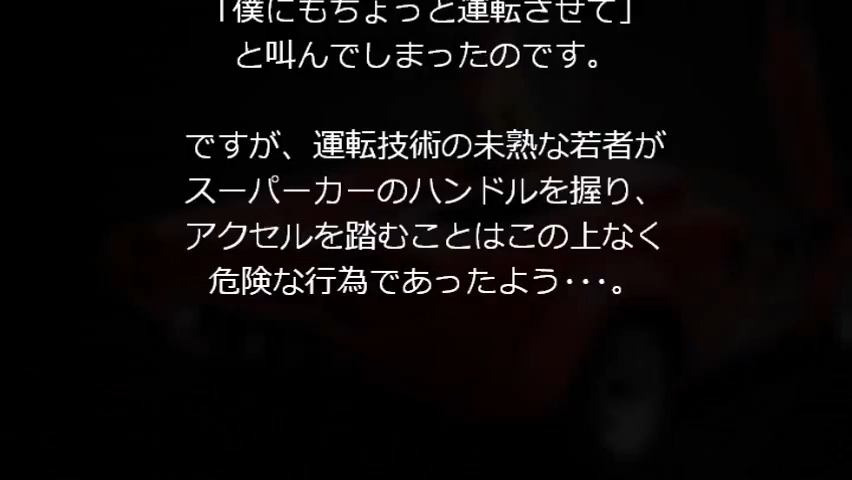 「僕にもちょっと運転させて」
と叫んでしまったのです。
ですが、運転技術の未熟な若者が
スーパーカーのハンドルを握り、
アクセルを踏むことはこの上なく
危険な行為であったよう･･･。